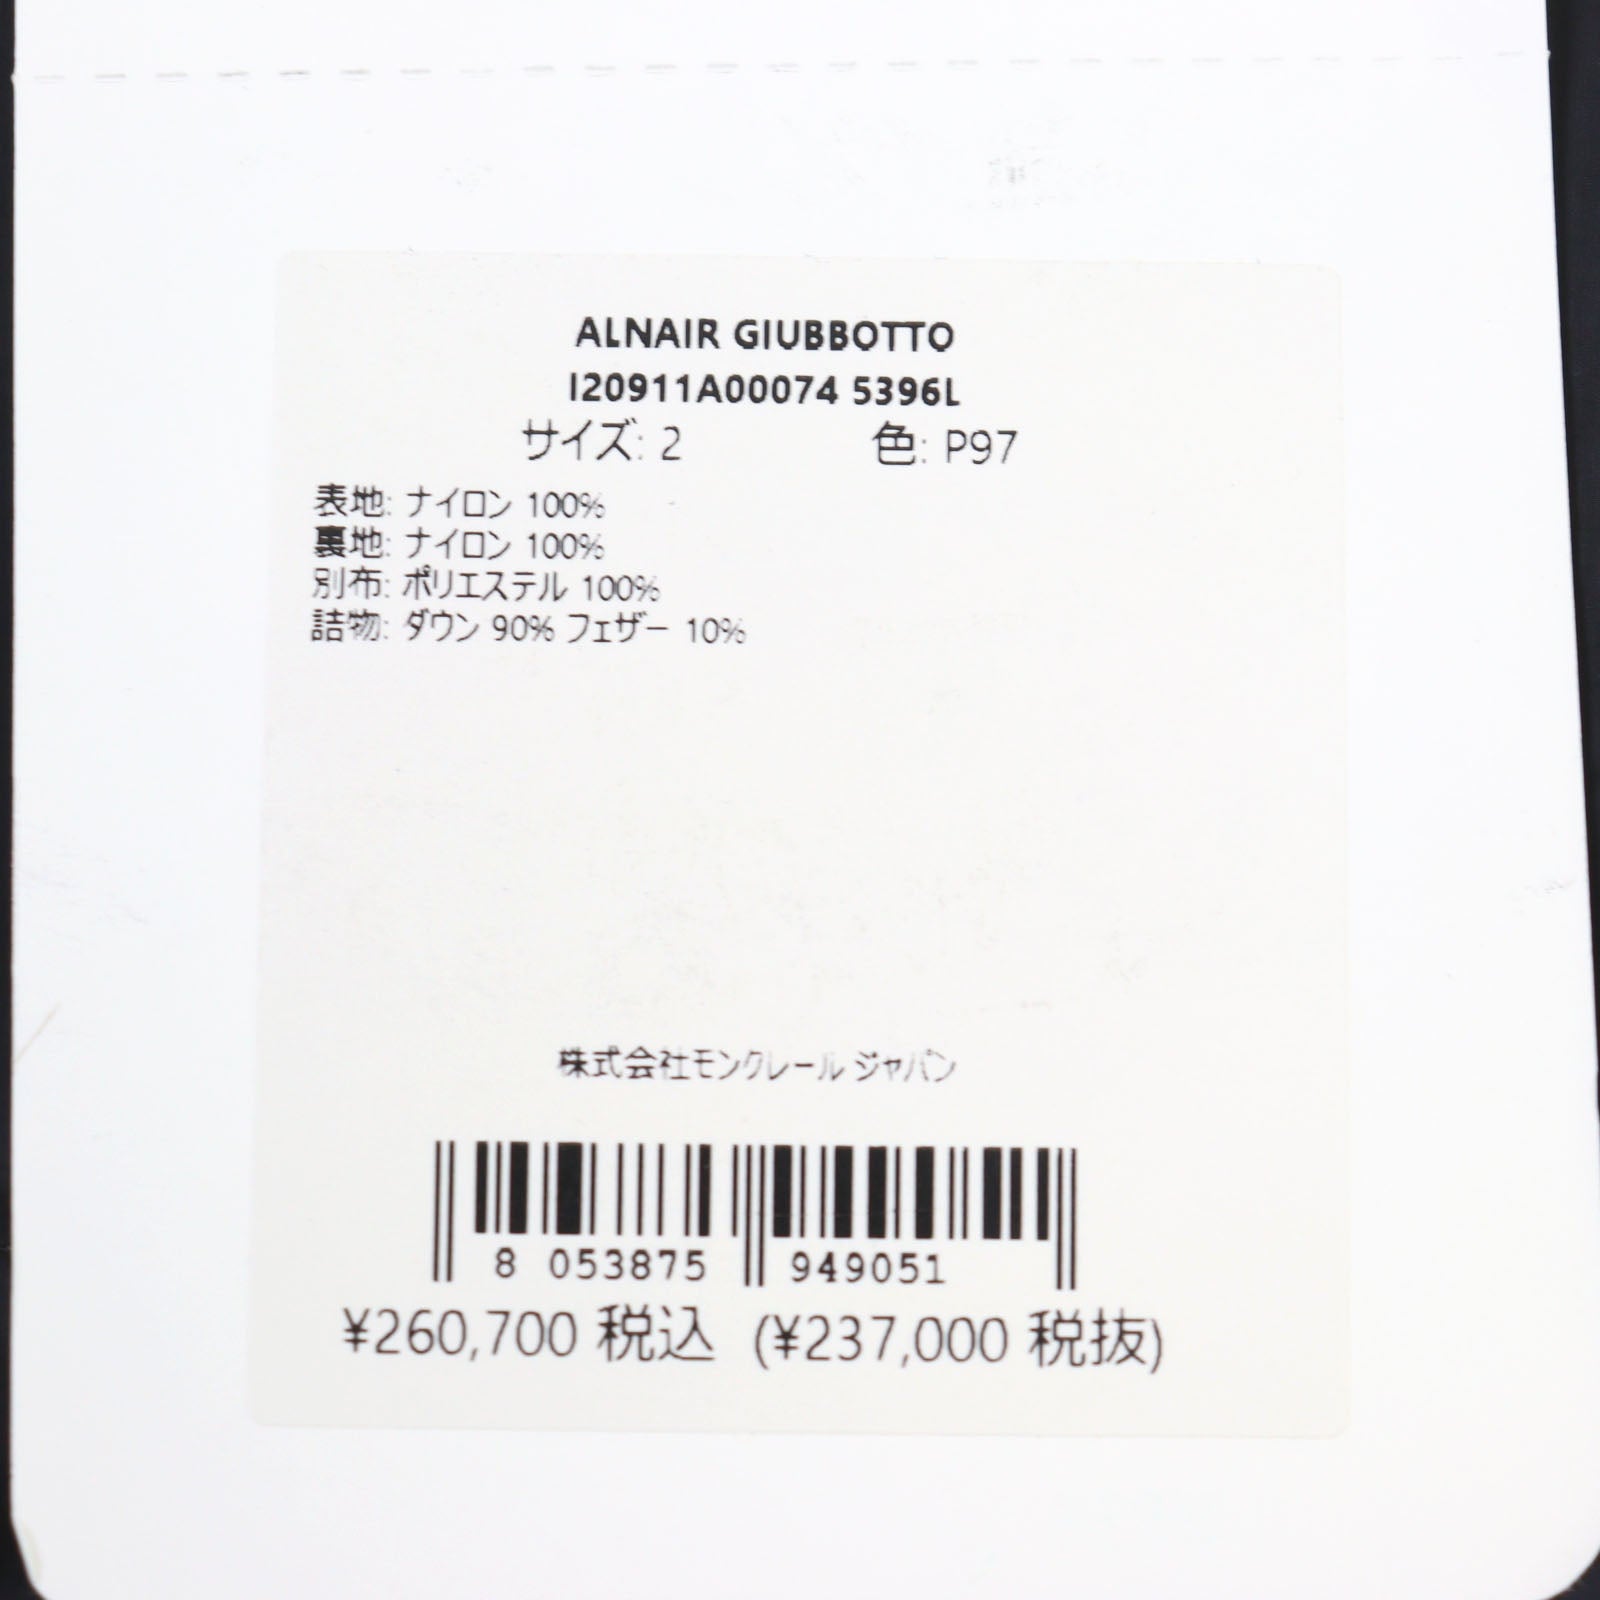 ALNAIR GIUBBOTTO
I20911A00074 5396L
サイズ: 2 色: P97
表地: ナイロン 100%
裏地: ナイロン 100%
別布: ポリエステル 100%
詰物: ダウン 90% フェザー 10%
株式会社モンクレール ジャパン
8 053875 949051
¥260,700 税込 (¥237,000 税抜)